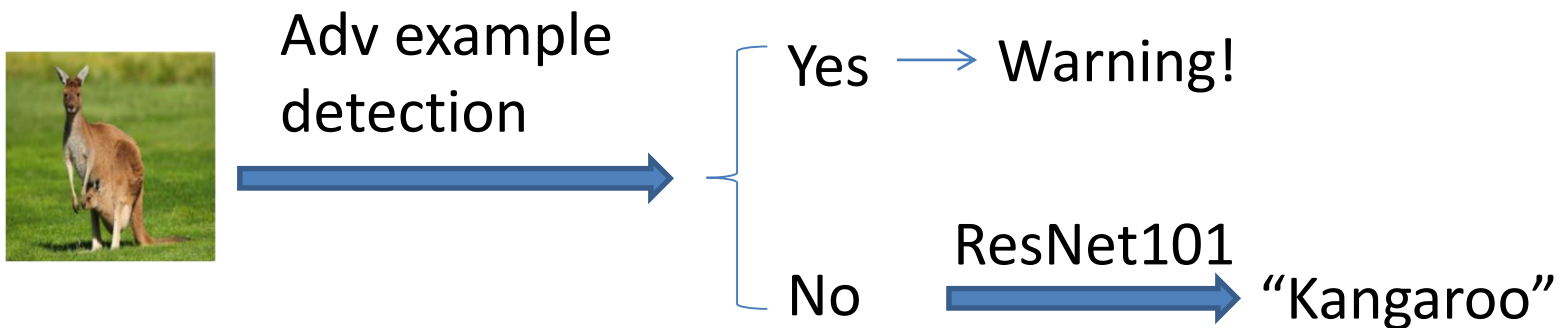 Adv example
detection
Yes
Warning!
No
ResNet101
“Kangaroo”